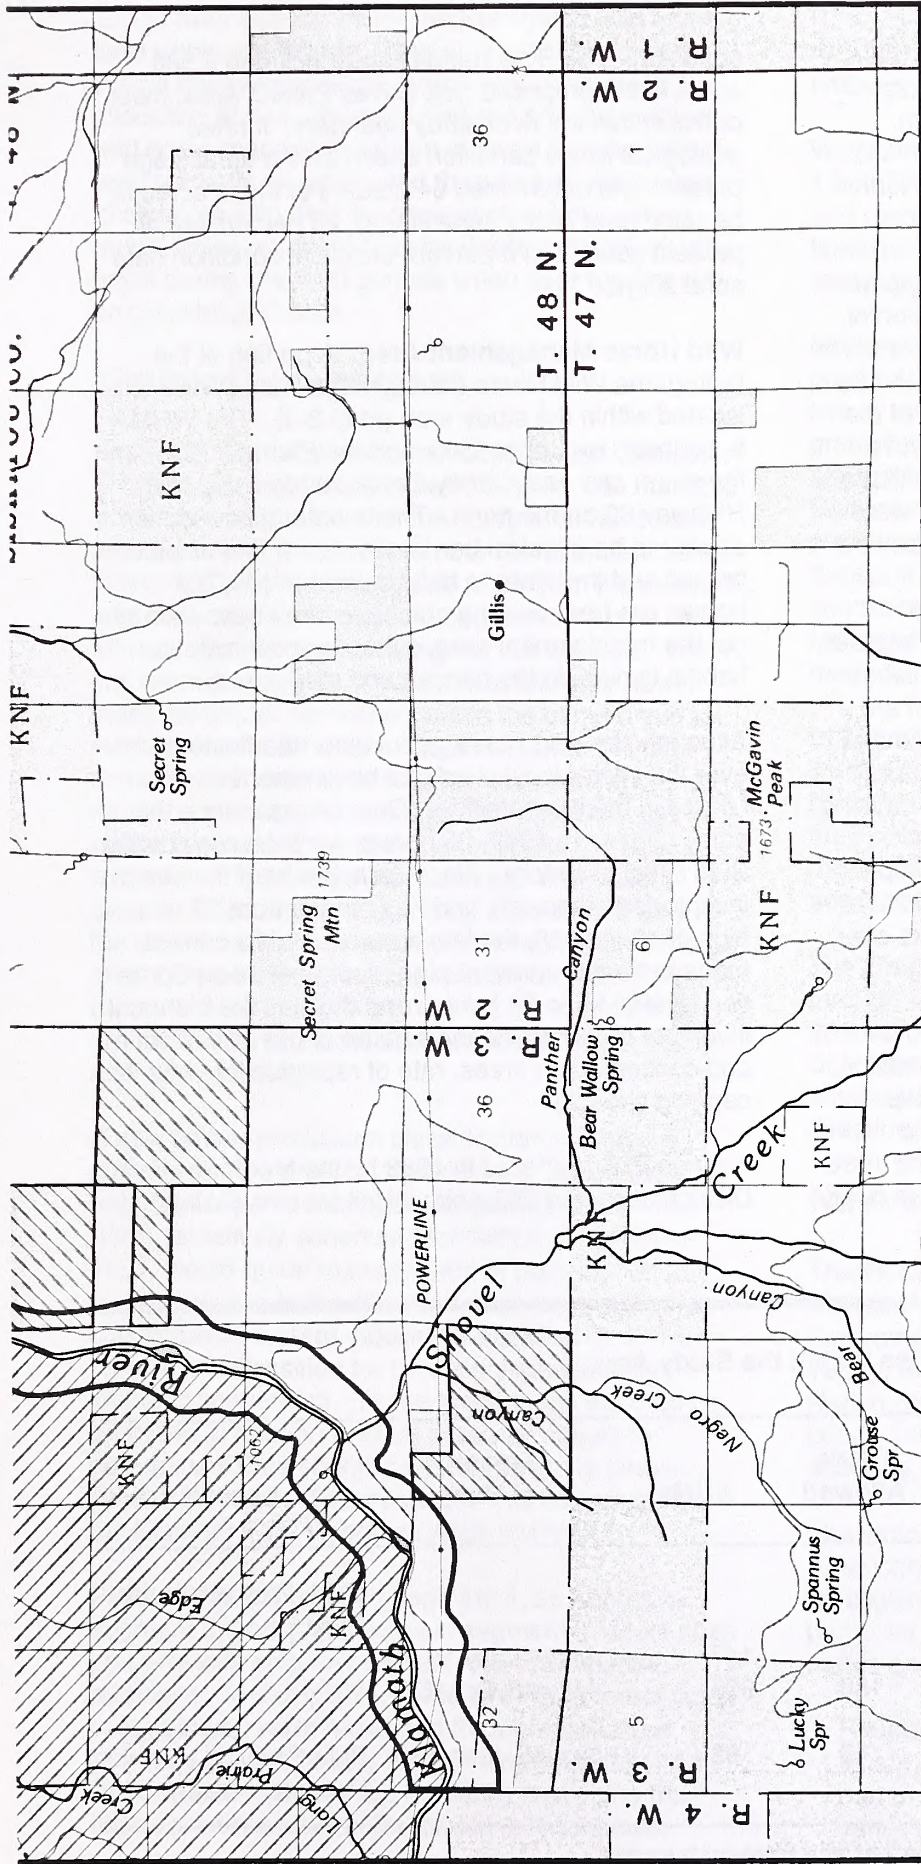 KNF
KNF
R. 1 W.
R. 2 W.
36
1
T. 48 N.
T. 47 N.
Gillis
Secret
Spring
Secret Spring
Mtn
1739
31
6
R 2 W.
R 3 W.
36
1
Panther
Canyon
Bear Wallow
Spring
McGavin
Peak
1673
KNF
KNF
KNF
POWERLINE
Shovel
Creek
River
Klamath
KNF
1062
KNF
KNF
Edge
Creek
Prairie
Long
Canyon
Negro
Creek
Canyon
Bear
Grouse
Spr
Spannus
Spring
Lucky
Spr
32
5
R. 3 W
R. 4 W.